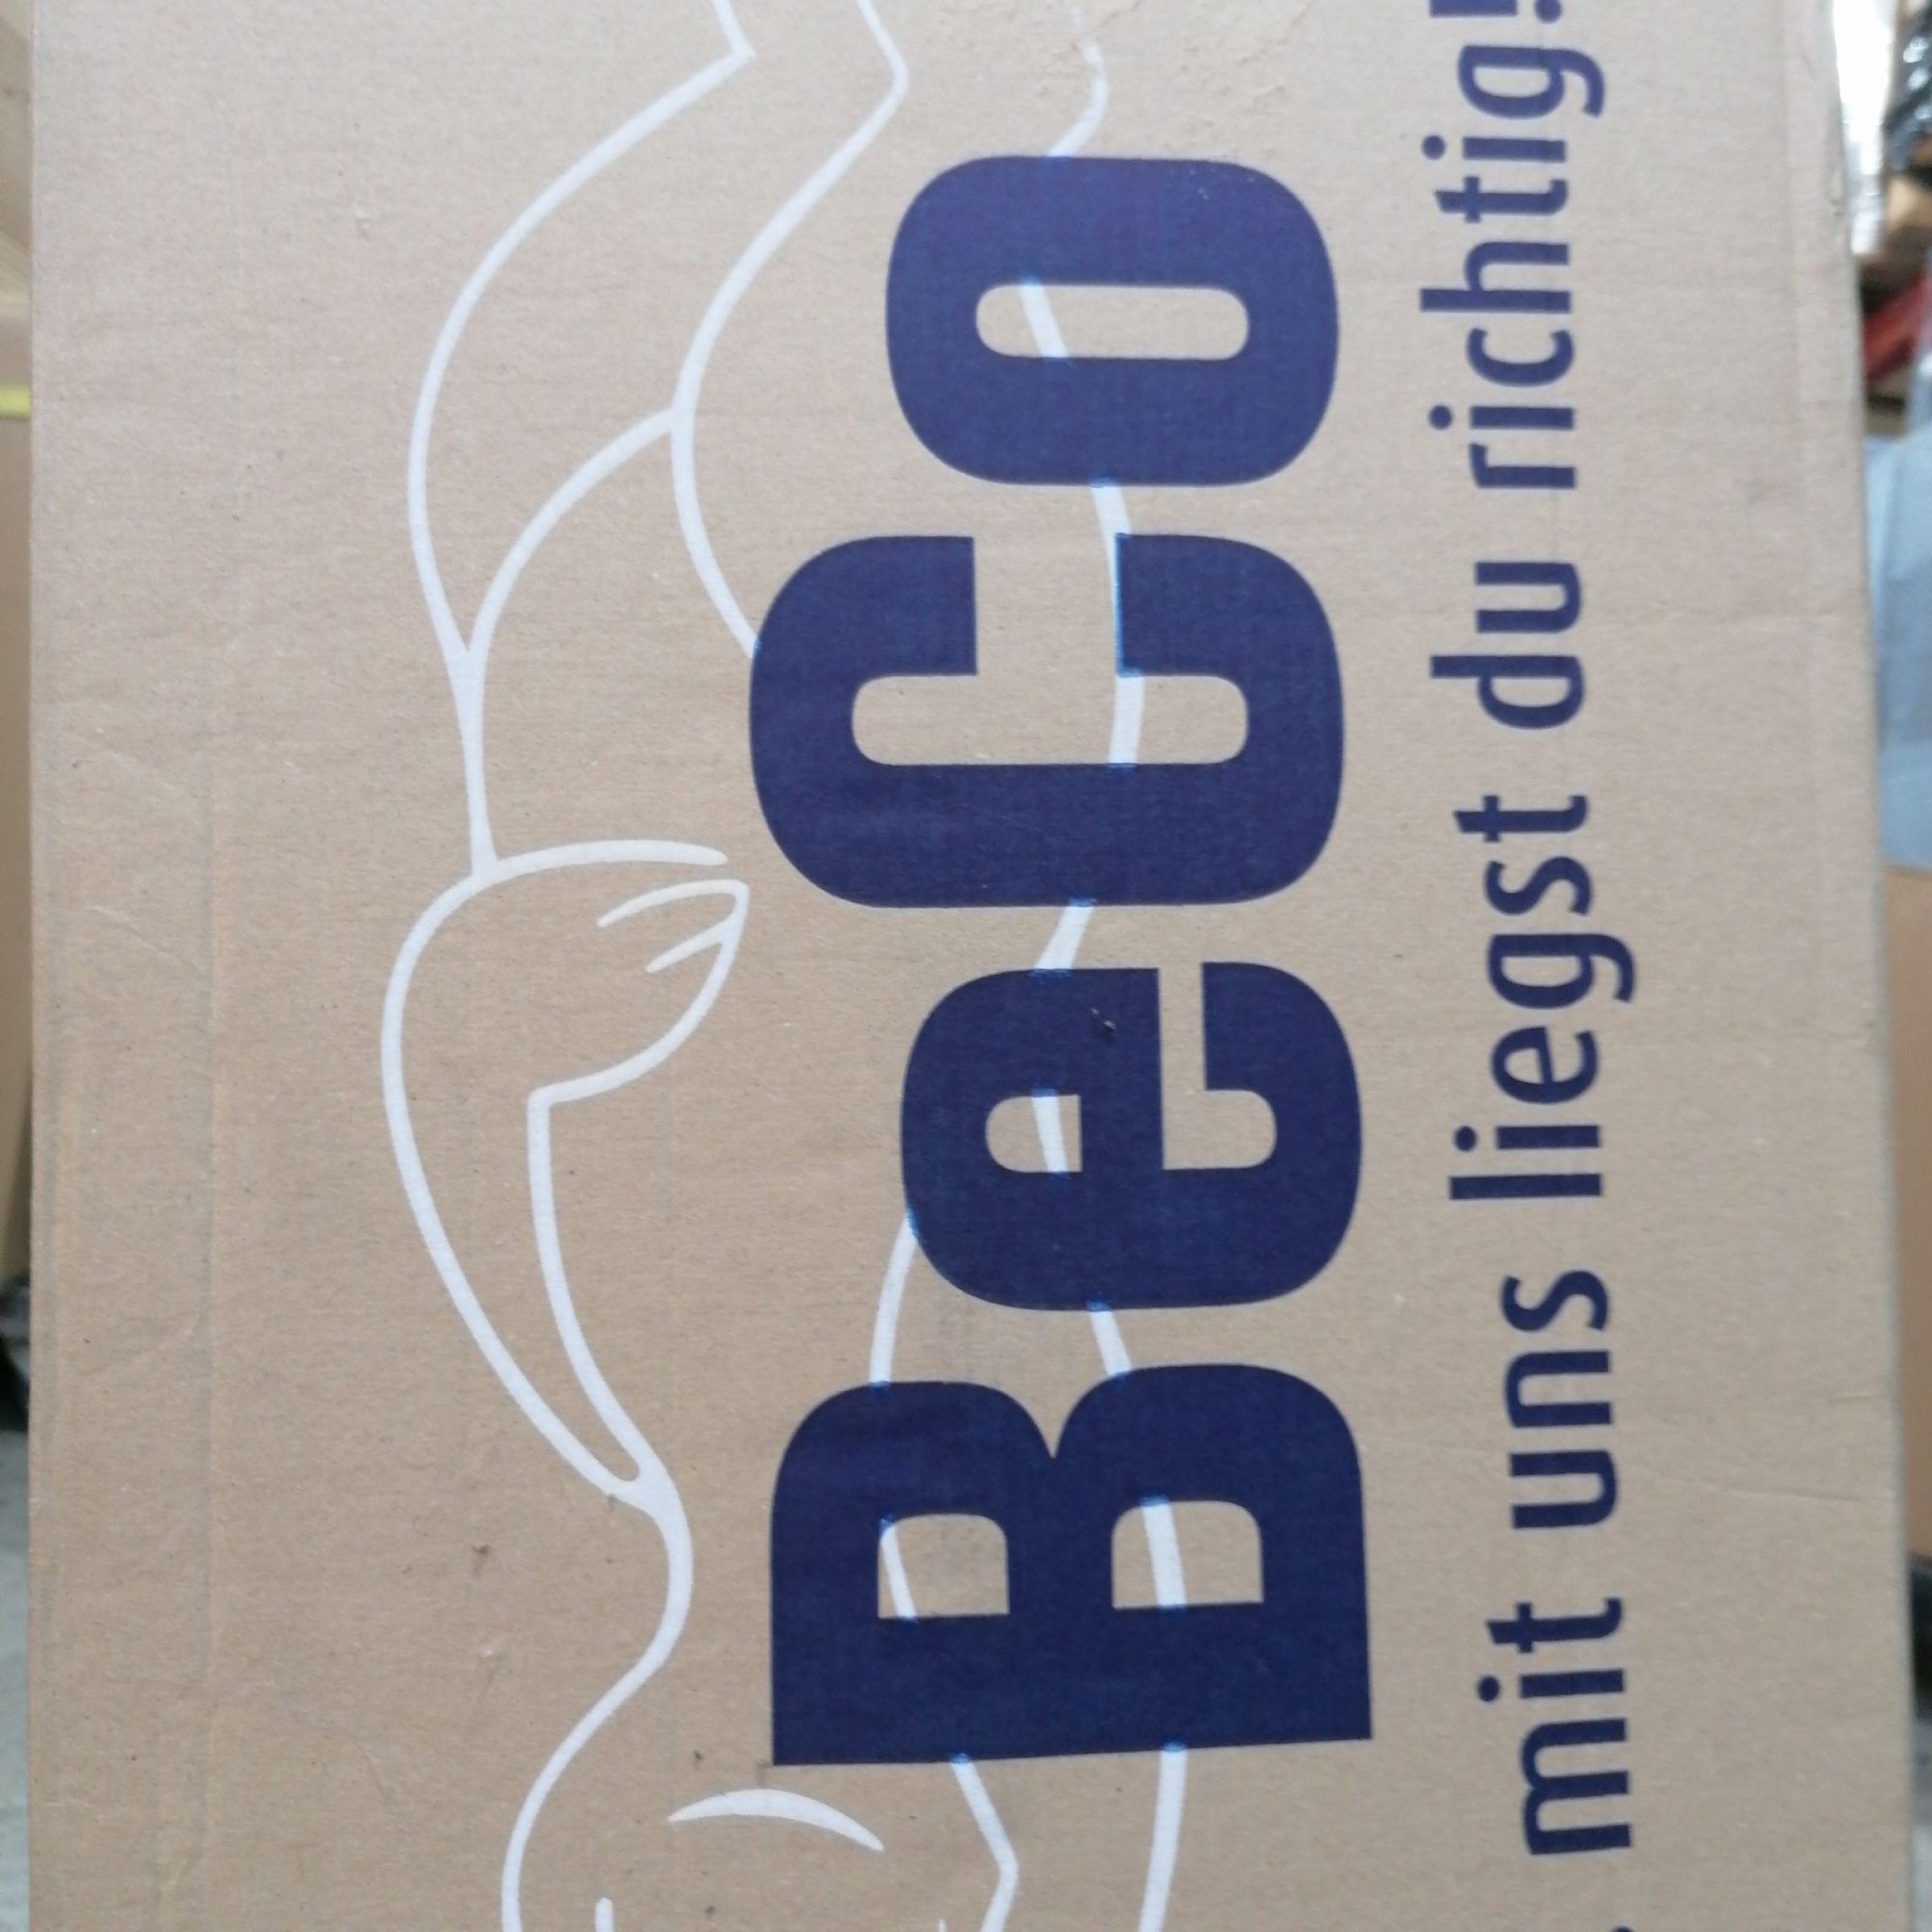 BeCo
. mit uns liegst du richtig!